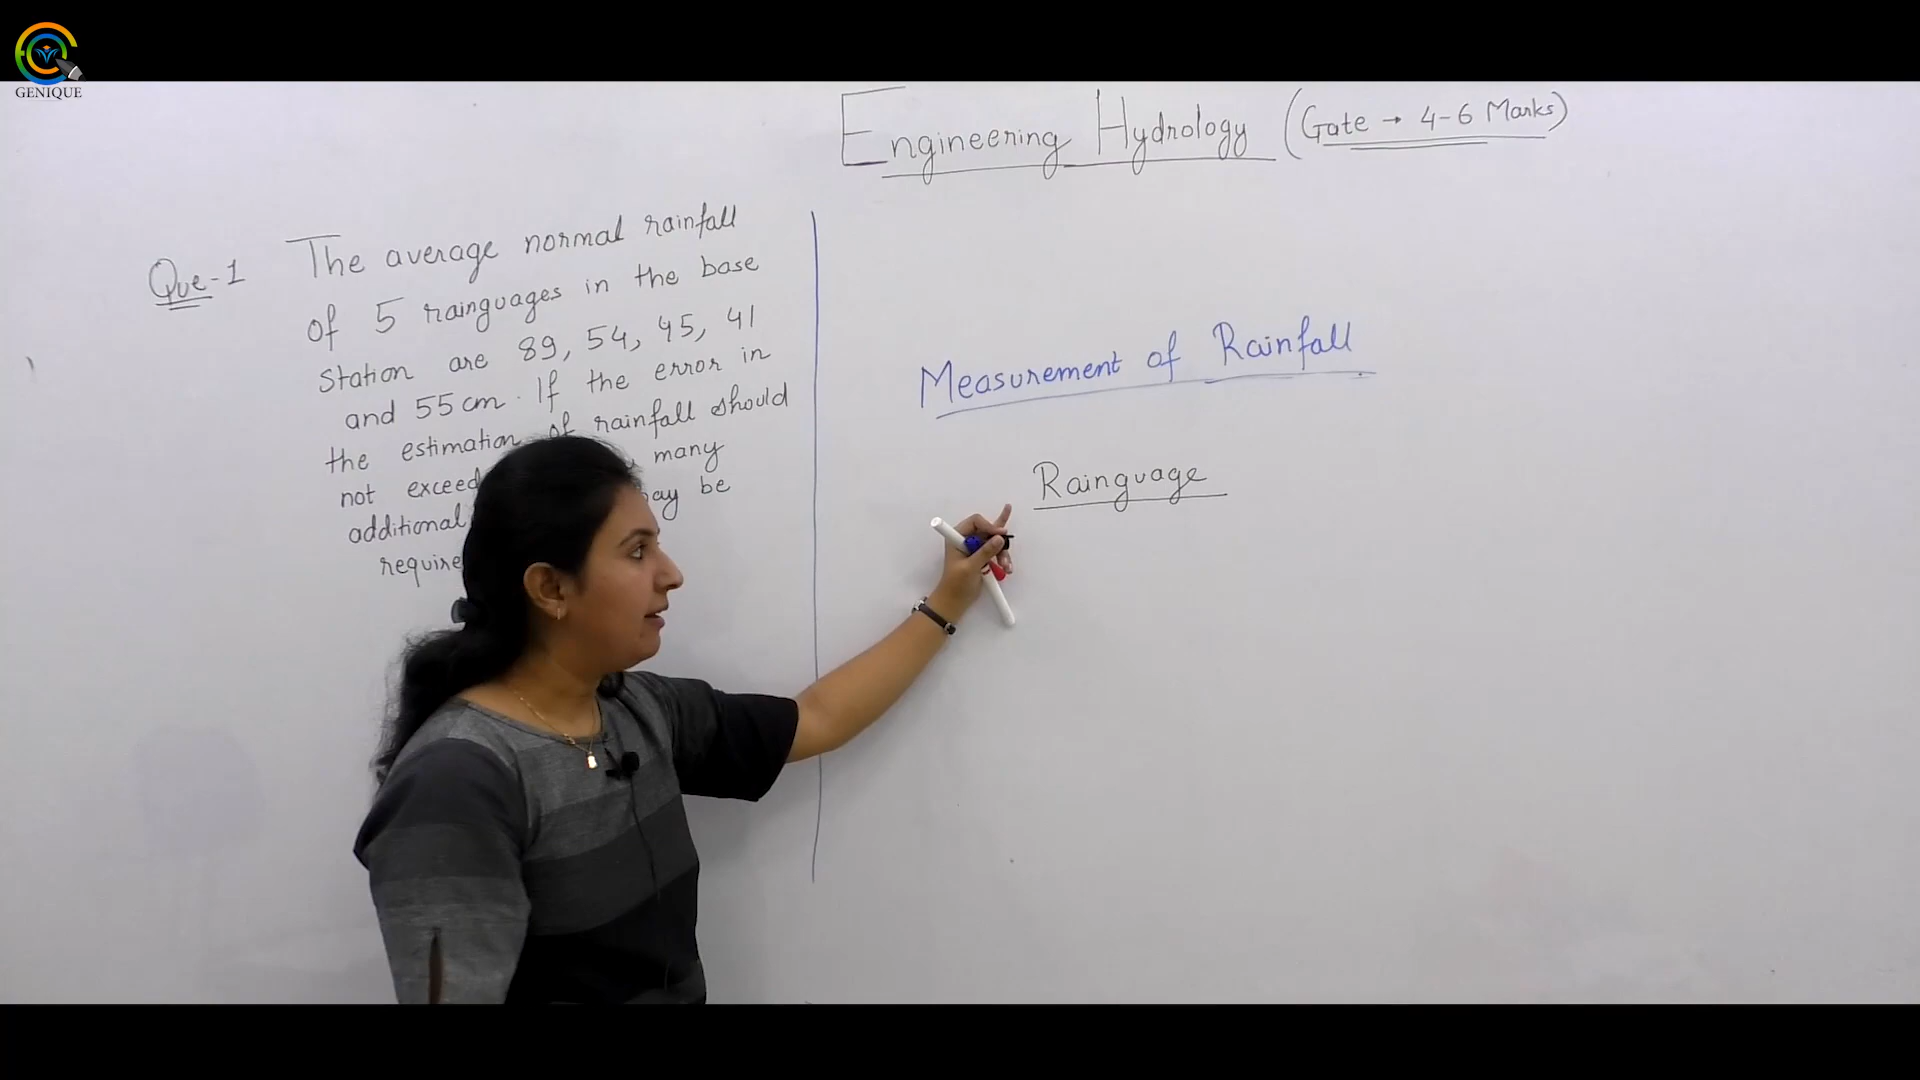 GENIQUE
Engineering Hydrology (Gate → 4-6 Marks)
Que-1 The average normal rainfall
of 5 rainguages in the base
station are 89, 54, 45, 41
and 55 cm. If the error in
the estimation of rainfall should
not exceed many
additional may be
require
Measurement of Rainfall
Rainguage